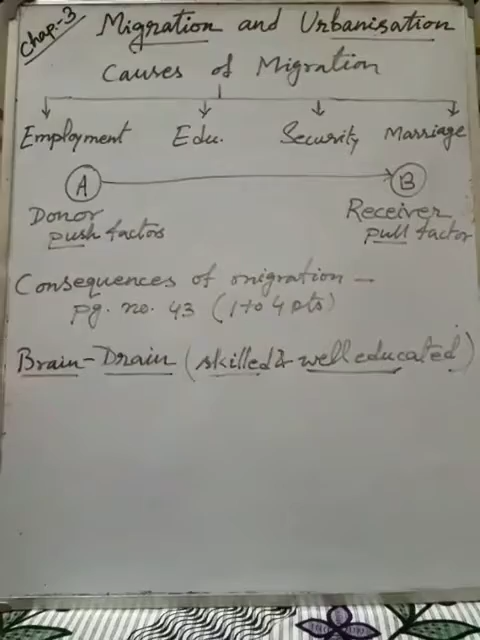 Chap:-3
Migration and Urbanisation
Causes of Migration
Employment Edu. Security Marriage
A B
Donor Receiver
push factors pull factor
Consequences of migration -
pg. no. 43 (1 to 4 pts)
Brain-Drain (skilled & well educated)